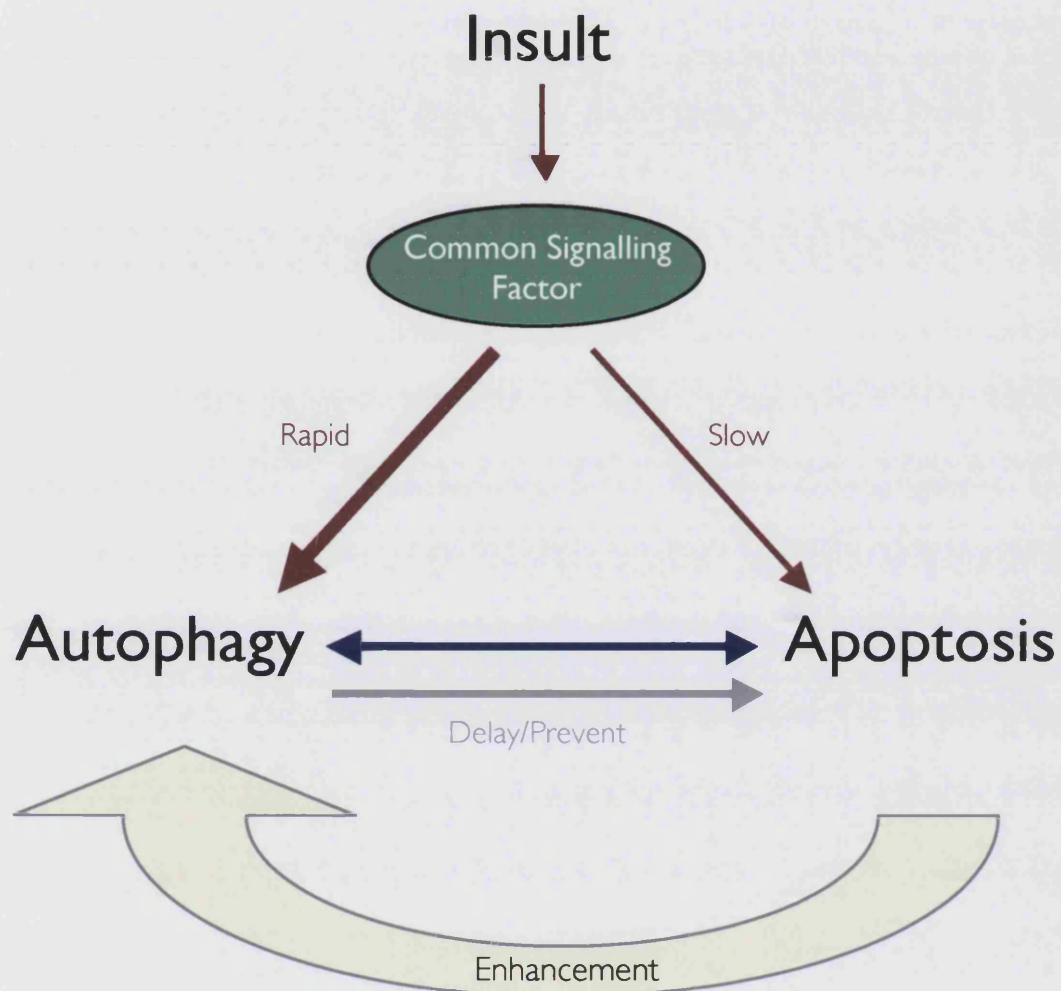 Insult
Common Signalling
Factor
Rapid
Slow
Autophagy
Apoptosis
Delay/Prevent
Enhancement